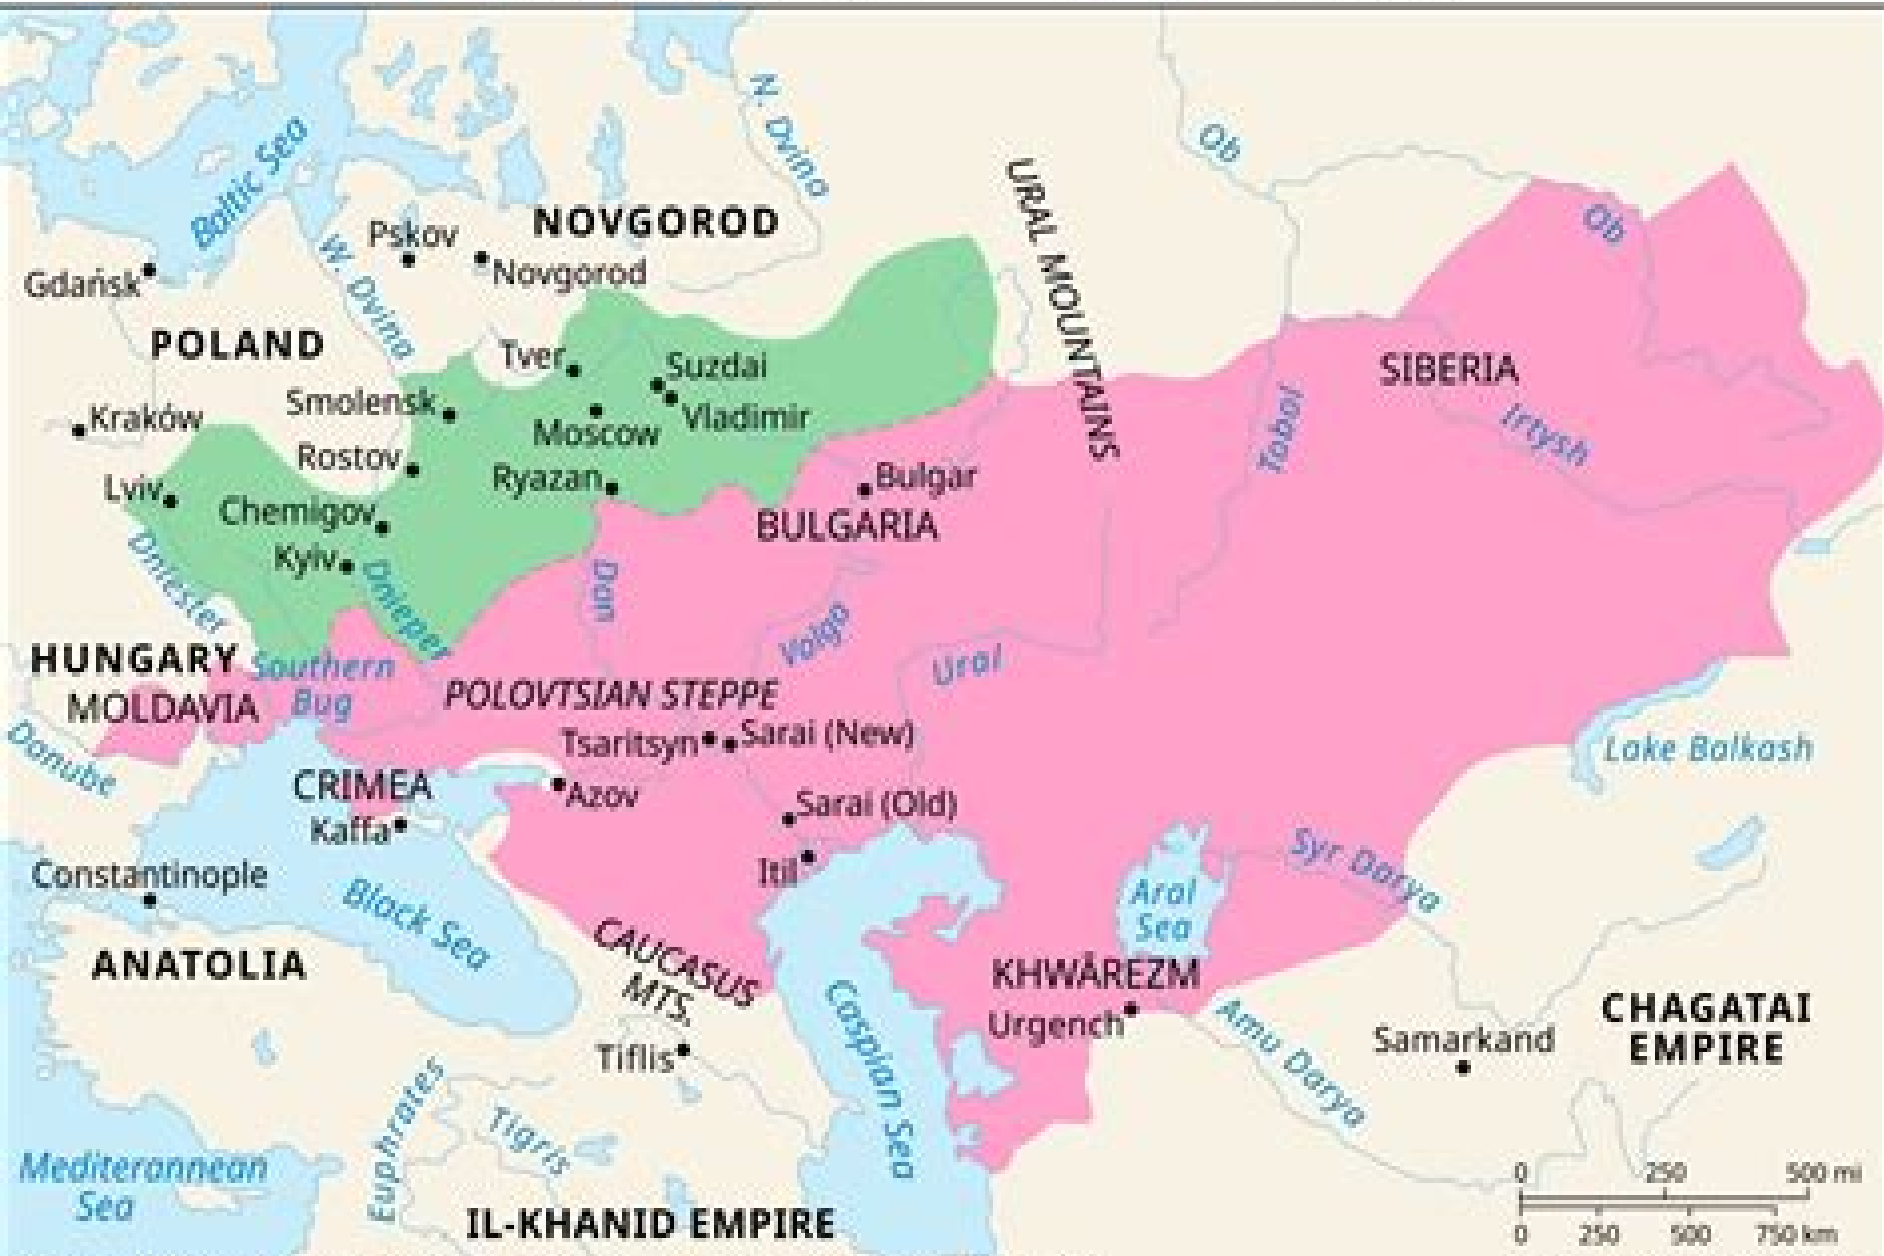 N. Dvina
Ob
Baltic Sea
URAL MOUNTAINS
Ob
NOVGOROD
Pskov
Novgorod
Gdańsk
W. Dvina
POLAND
Tver
Suzdai
SIBERIA
Smolensk
Vladimir
Kraków
Moscow
Tobol
Irtysh
Rostov
Ryazan
Bulgar
Lviv
Chemigov
BULGARIA
Kyiv
Dniester
Dnieper
Don
Volga
HUNGARY
Southern
Bug
Ural
MOLDAVIA
POLOVTSIAN STEPPE
Donube
Tsaritsyn
Sarai (New)
Lake Balkash
CRIMEA
Azov
Sarai (Old)
Kaffa
Syr Darya
Itil
Constantinople
Black Sea
Aral
Sea
CAUCASUS
MTS.
ANATOLIA
KHWĀREZM
Caspian Sea
Urgench
Amu Darya
CHAGATAI
EMPIRE
Samarkand
Tiflis
Euphrates
Tigris
Mediterannean
Sea
IL-KHANID EMPIRE
0 250 500 mi
0 250 500 750 km